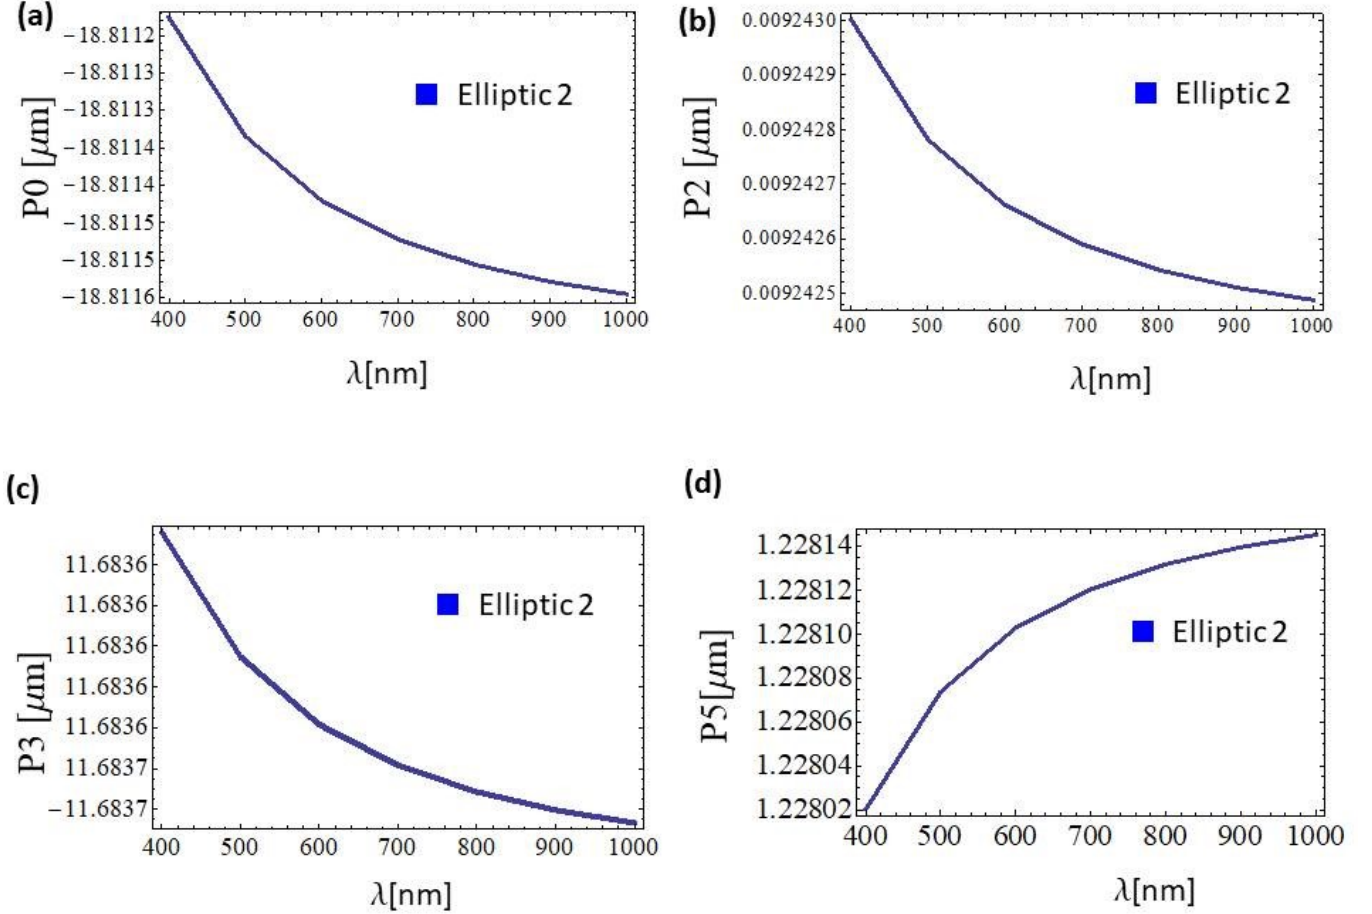 (a)
−18.8112
−18.8113
−18.8113
−18.8114
−18.8114
−18.8115
−18.8115
−18.8116
P0 [μm]
Elliptic 2
400 500 600 700 800 900 1000
λ[nm]
(b)
0.0092430
0.0092429
0.0092428
0.0092427
0.0092426
0.0092425
P2 [μm]
Elliptic 2
400 500 600 700 800 900 1000
λ[nm]
(c)
11.6836
11.6836
11.6836
11.6836
11.6836
11.6837
−11.6837
P3 [μm]
Elliptic 2
400 500 600 700 800 900 1000
λ[nm]
(d)
1.22814
1.22812
1.22810
1.22808
1.22806
1.22804
1.22802
P5[μm]
Elliptic 2
400 500 600 700 800 900 1000
λ[nm]